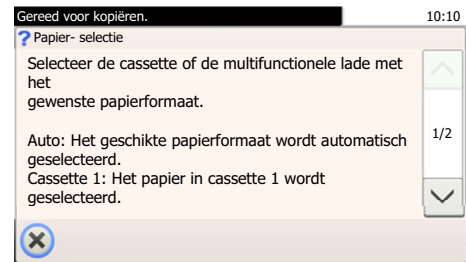 Gereed voor kopiëren. 10:10
? Papier- selectie
Selecteer de cassette of de multifunctionele lade met
het
gewenste papierformaat.
Auto: Het geschikte papierformaat wordt automatisch
geselecteerd.
Cassette 1: Het papier in cassette 1 wordt
geselecteerd.
1/2